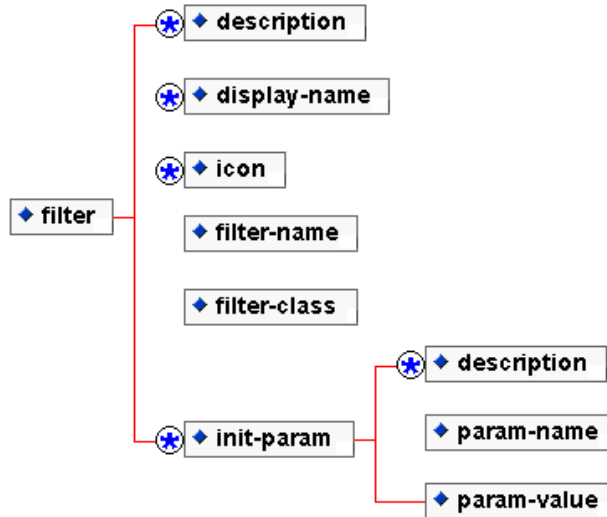 description
display-name
icon
filter
filter-name
filter-class
description
init-param
param-name
param-value